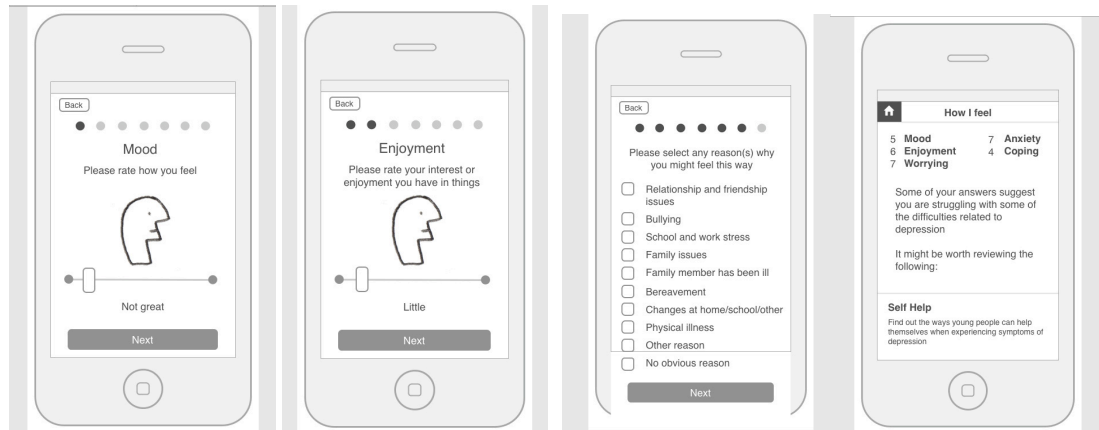 Back
Mood
Please rate how you feel
Not great
Next
Back
Enjoyment
Please rate your interest or
enjoyment you have in things
Little
Next
Back
Please select any reason(s) why
you might feel this way
Relationship and friendship
issues
Bullying
School and work stress
Family issues
Family member has been ill
Bereavement
Changes at home/school/other
Physical illness
Other reason
No obvious reason
Next
How I feel
5 Mood 7 Anxiety
6 Enjoyment 4 Coping
7 Worrying
Some of your answers suggest
you are struggling with some of
the difficulties related to
depression
It might be worth reviewing the
following:
Self Help
Find out the ways young people can help
themselves when experiencing symptoms of
depression